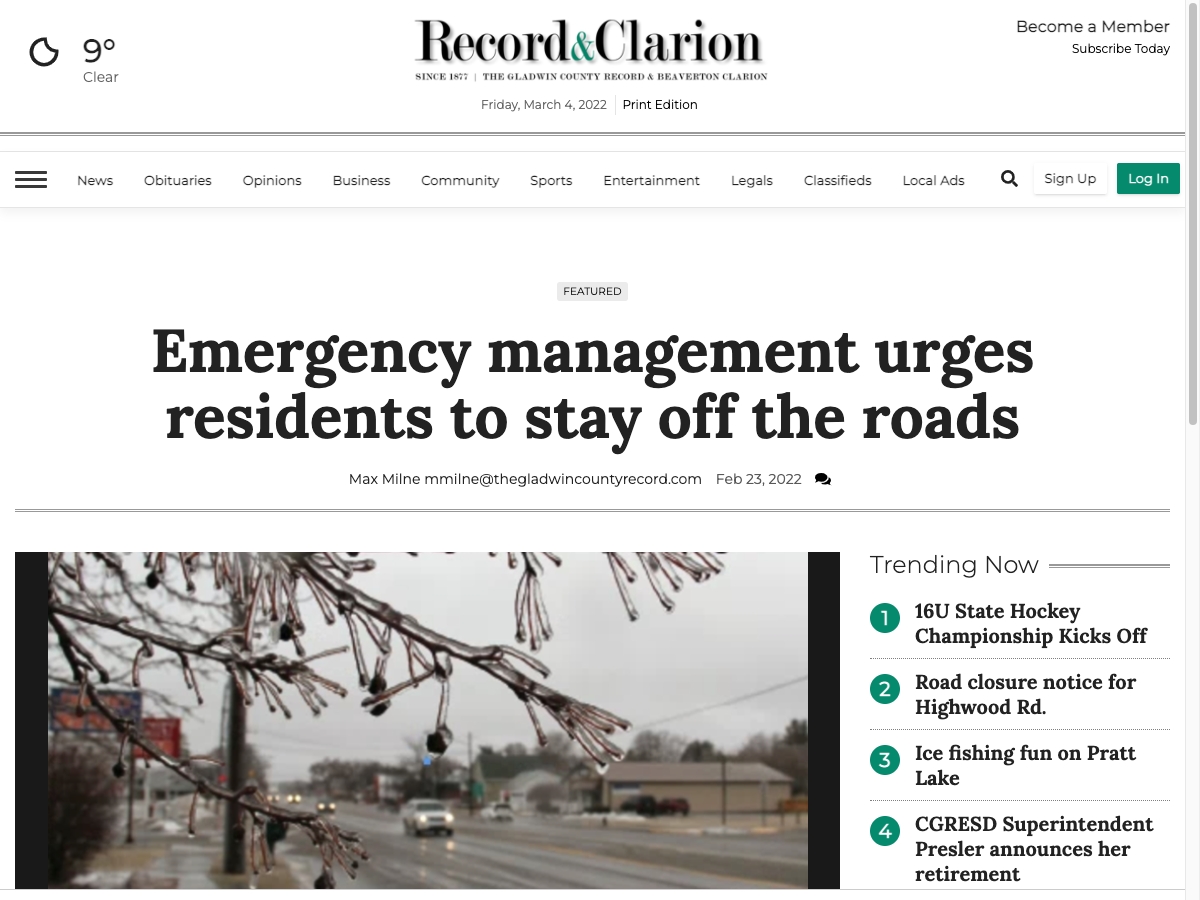 9°
Clear
Record&Clarion
SINCE 1877 | THE GLADWIN COUNTY RECORD & BEAVERTON CLARION
Friday, March 4, 2022 Print Edition
Become a Member
Subscribe Today
News Obituaries Opinions Business Community Sports Entertainment Legals Classifieds Local Ads Sign Up Log In
FEATURED
Emergency management urges
residents to stay off the roads
Max Milne mmilne@thegladwincountyrecord.com Feb 23, 2022
Trending Now
1 16U State Hockey
Championship Kicks Off
2 Road closure notice for
Highwood Rd.
3 Ice fishing fun on Pratt
Lake
4 CGRESD Superintendent
Presler announces her
retirement